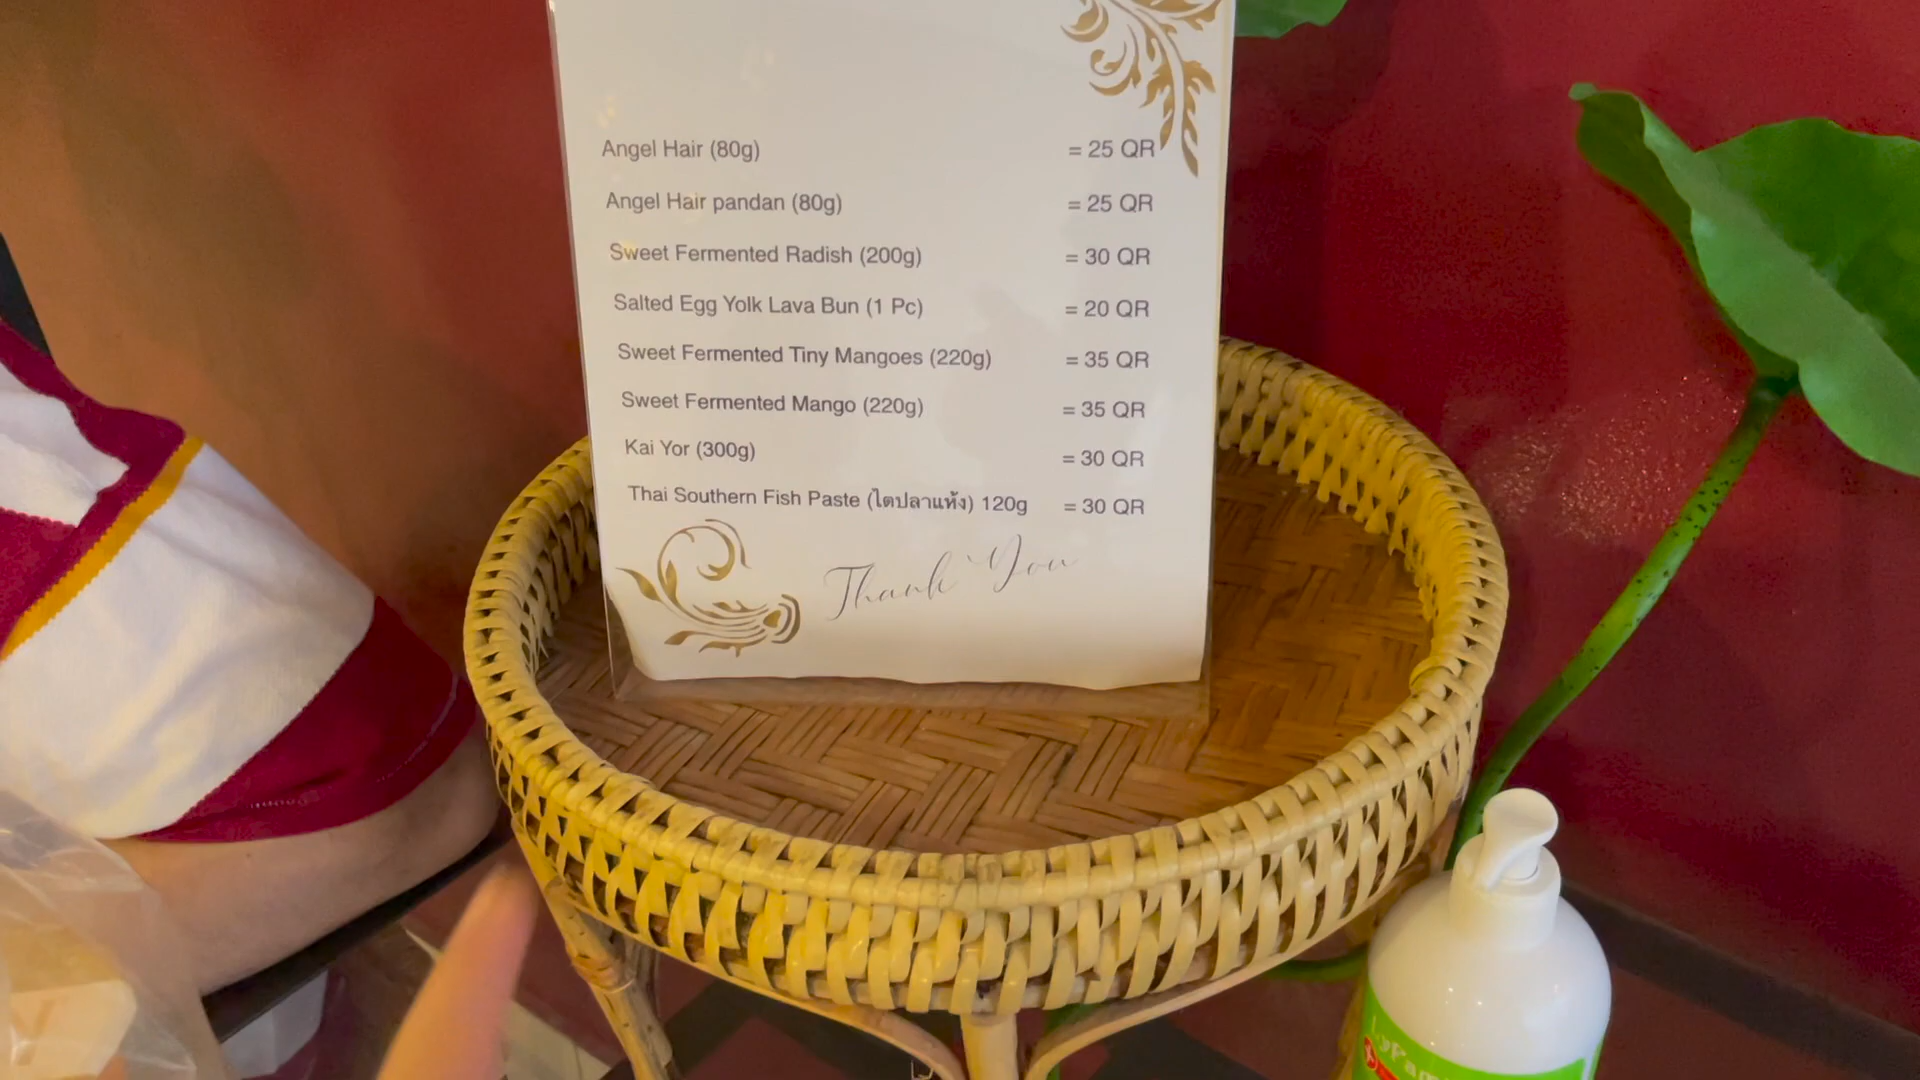 Angel Hair (80g) = 25 QR
Angel Hair pandan (80g) = 25 QR
Sweet Fermented Radish (200g) = 30 QR
Salted Egg Yolk Lava Bun (1 Pc) = 20 QR
Sweet Fermented Tiny Mangoes (220g) = 35 QR
Sweet Fermented Mango (220g) = 35 QR
Kai Yor (300g) = 30 QR
Thai Southern Fish Paste (ไตปลาแห้ง) 120g = 30 QR
Thank You